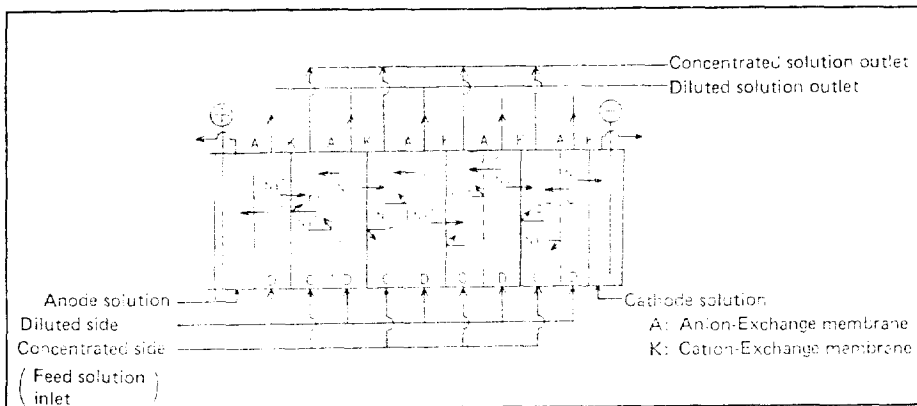 Concentrated solution outlet
Diluted solution outlet
A K A K A K A K A K
D C D C D C D C D
Anode solution
Cathode solution
Diluted side
A: Anion-Exchange membrane
Concentrated side
K: Cation-Exchange membrane
( Feed solution
inlet )